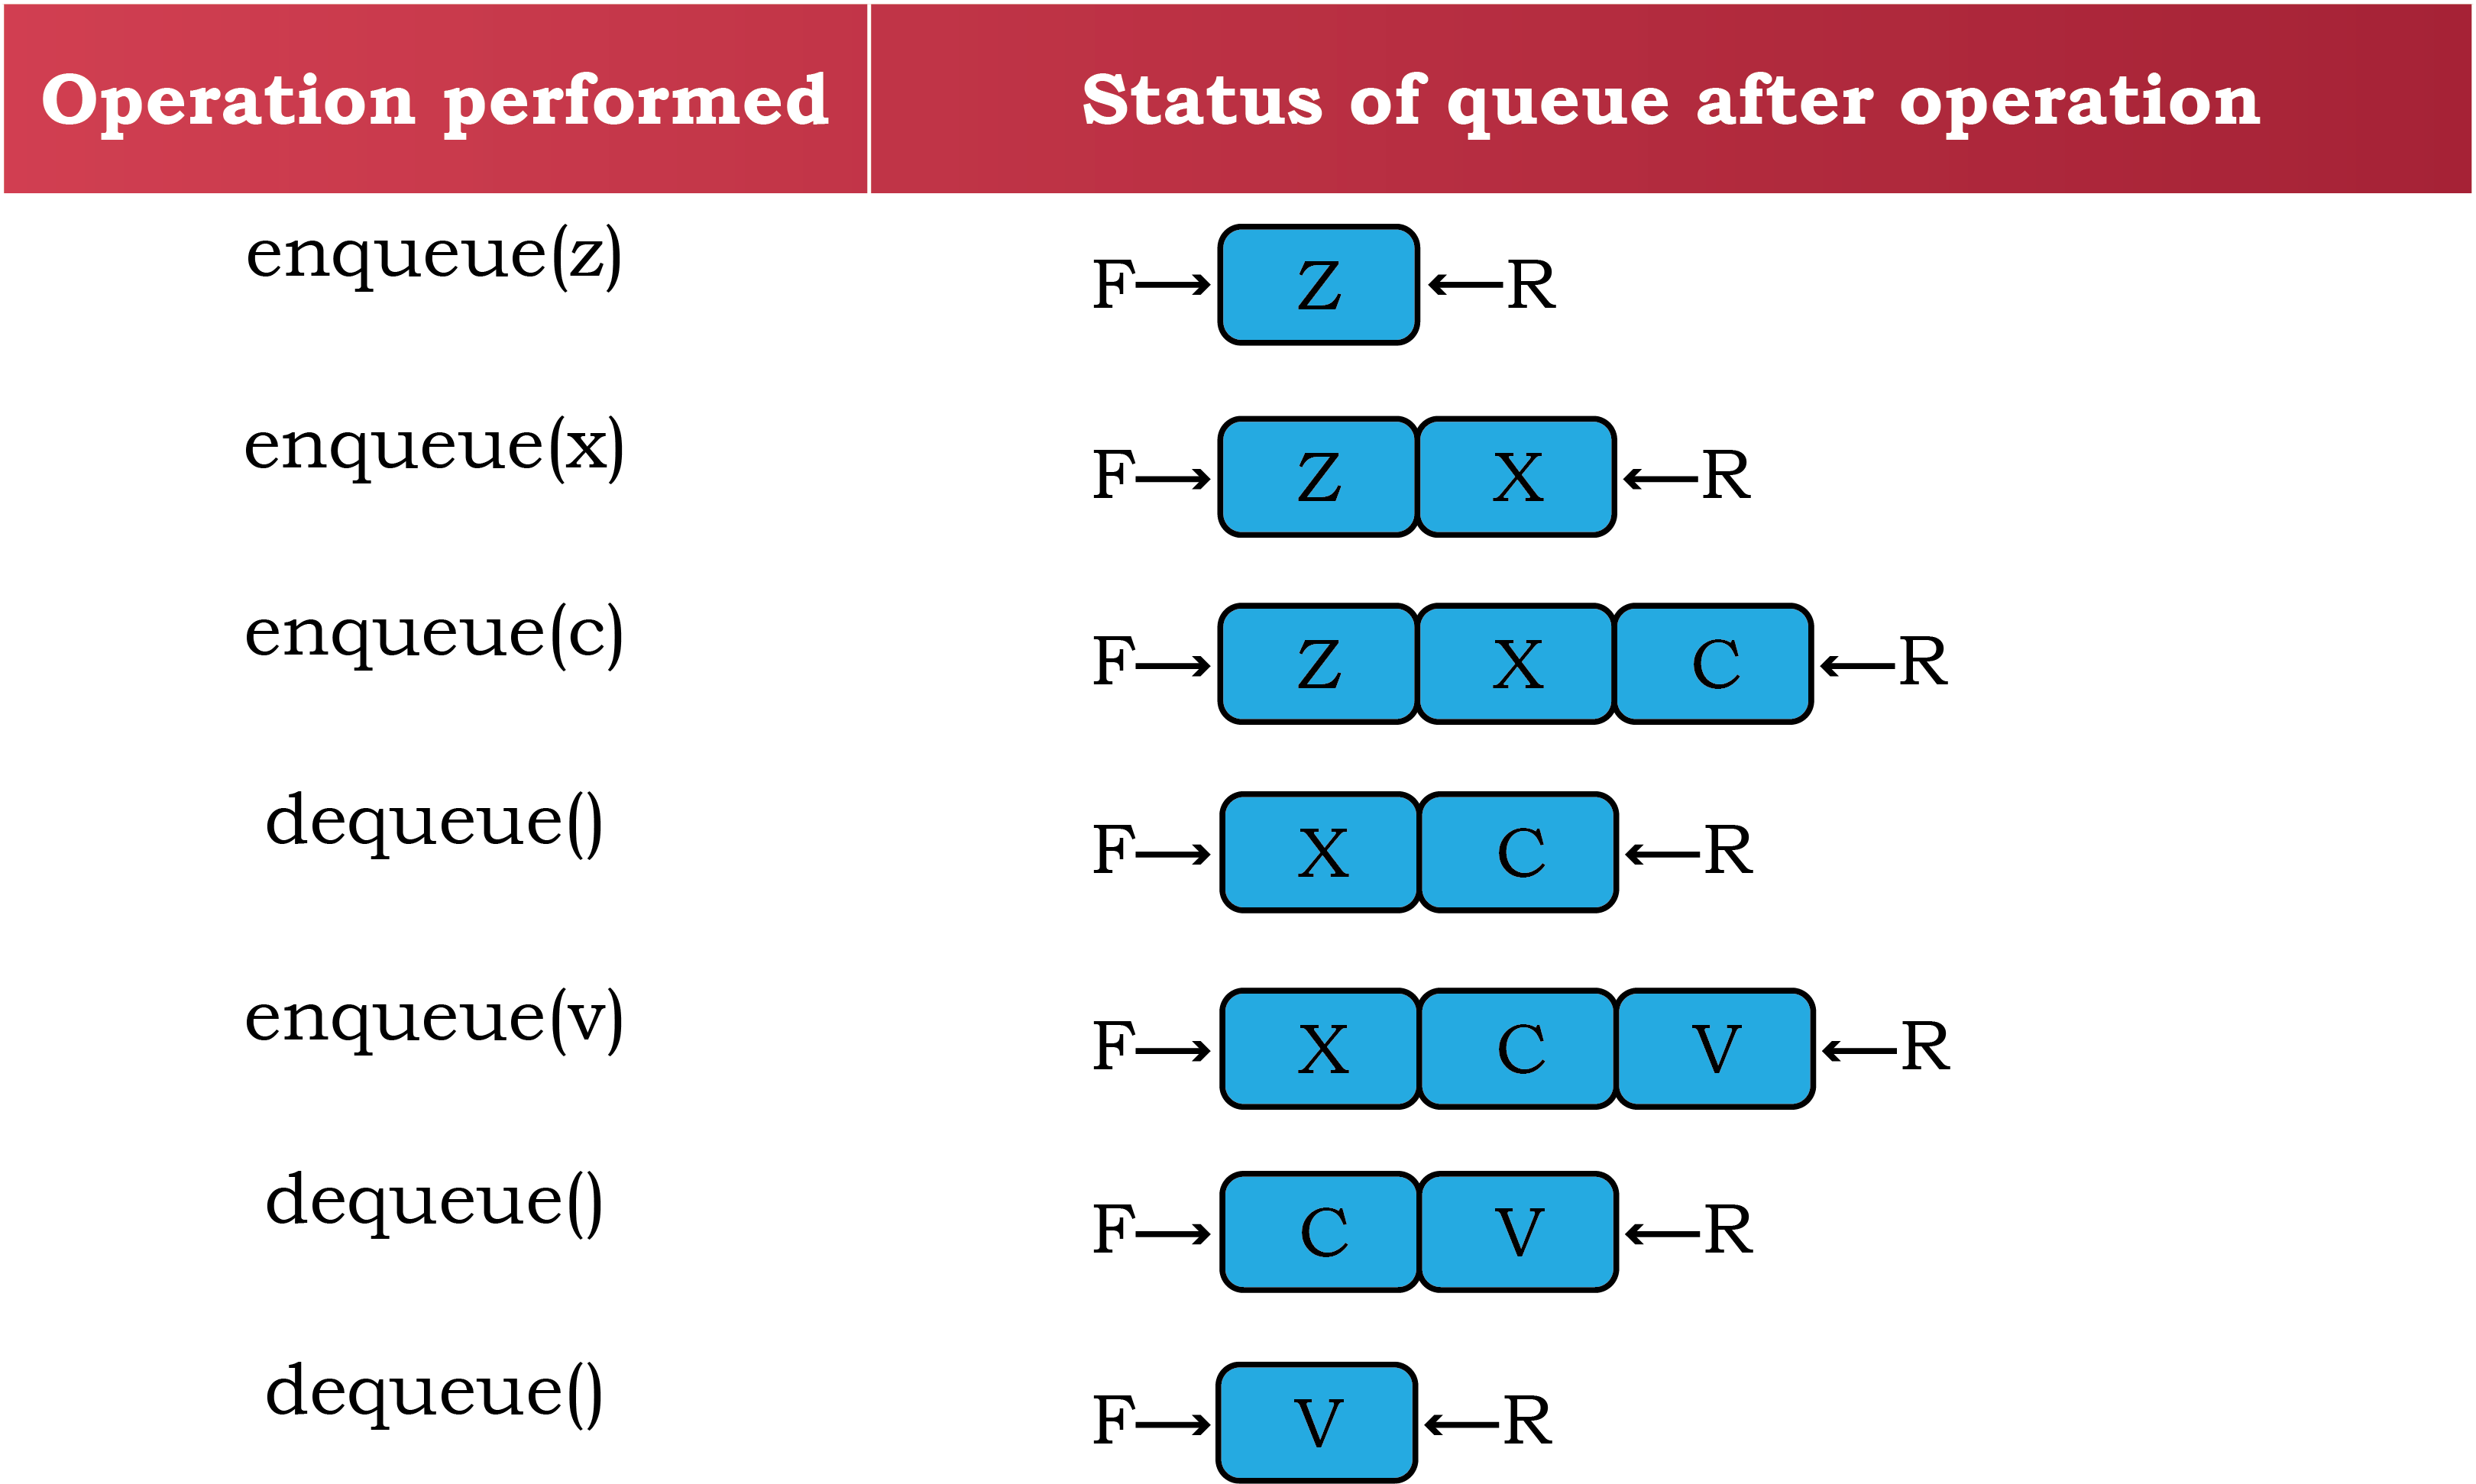 Operation performed Status of queue after operation
enqueue(z) F Z R
enqueue(x) F Z X R
enqueue(c) F Z X C R
dequeue() F X C R
enqueue(v) F X C V R
dequeue() F C V R
dequeue() F V R